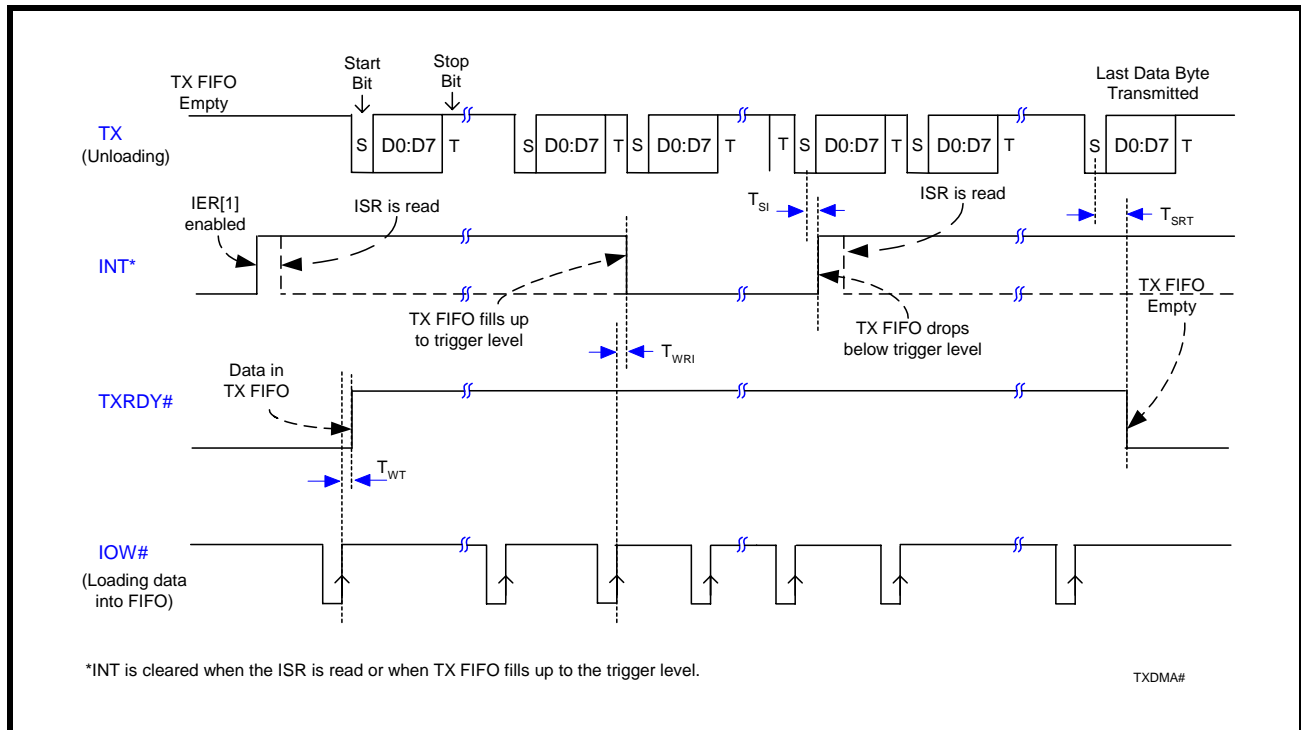 TX FIFO
Empty
Start
Bit
Stop
Bit
Last Data Byte
Transmitted
TX
(Unloading)
S D0:D7 T S D0:D7 T S D0:D7 T T S D0:D7 T S D0:D7 T S D0:D7 T
IER[1]
enabled
ISR is read
TSI
ISR is read
TSRT
INT*
TX FIFO fills up
to trigger level
TX FIFO drops
below trigger level
TX FIFO
Empty
TWRI
Data in
TX FIFO
TXRDY#
TWT
IOW#
(Loading data
into FIFO)
*INT is cleared when the ISR is read or when TX FIFO fills up to the trigger level.
TXDMA#